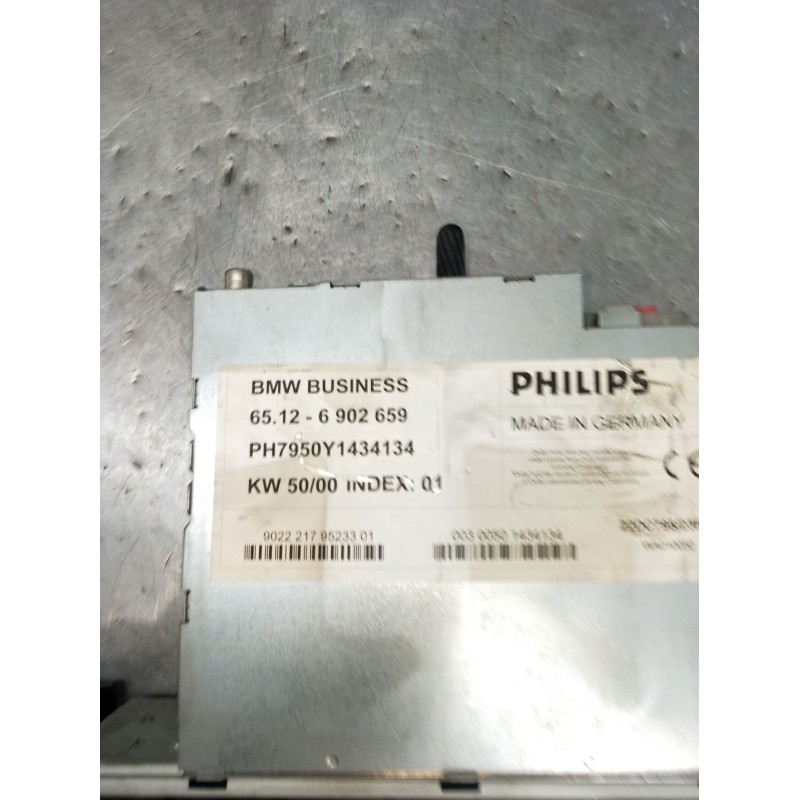 BMW BUSINESS
65.12 - 6 902 659
PH7950Y1434134
KW 50/00 INDEX: 01
9022 217 95233 01
PHILIPS
MADE IN GERMANY
CE
003 0050 1434134